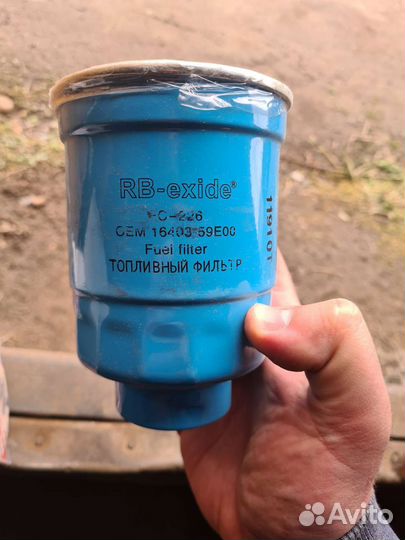 RB-exide®
FC-226
OEM 16403-59E00
Fuel filter
ТОПЛИВНЫЙ ФИЛЬТР
119101
Avito